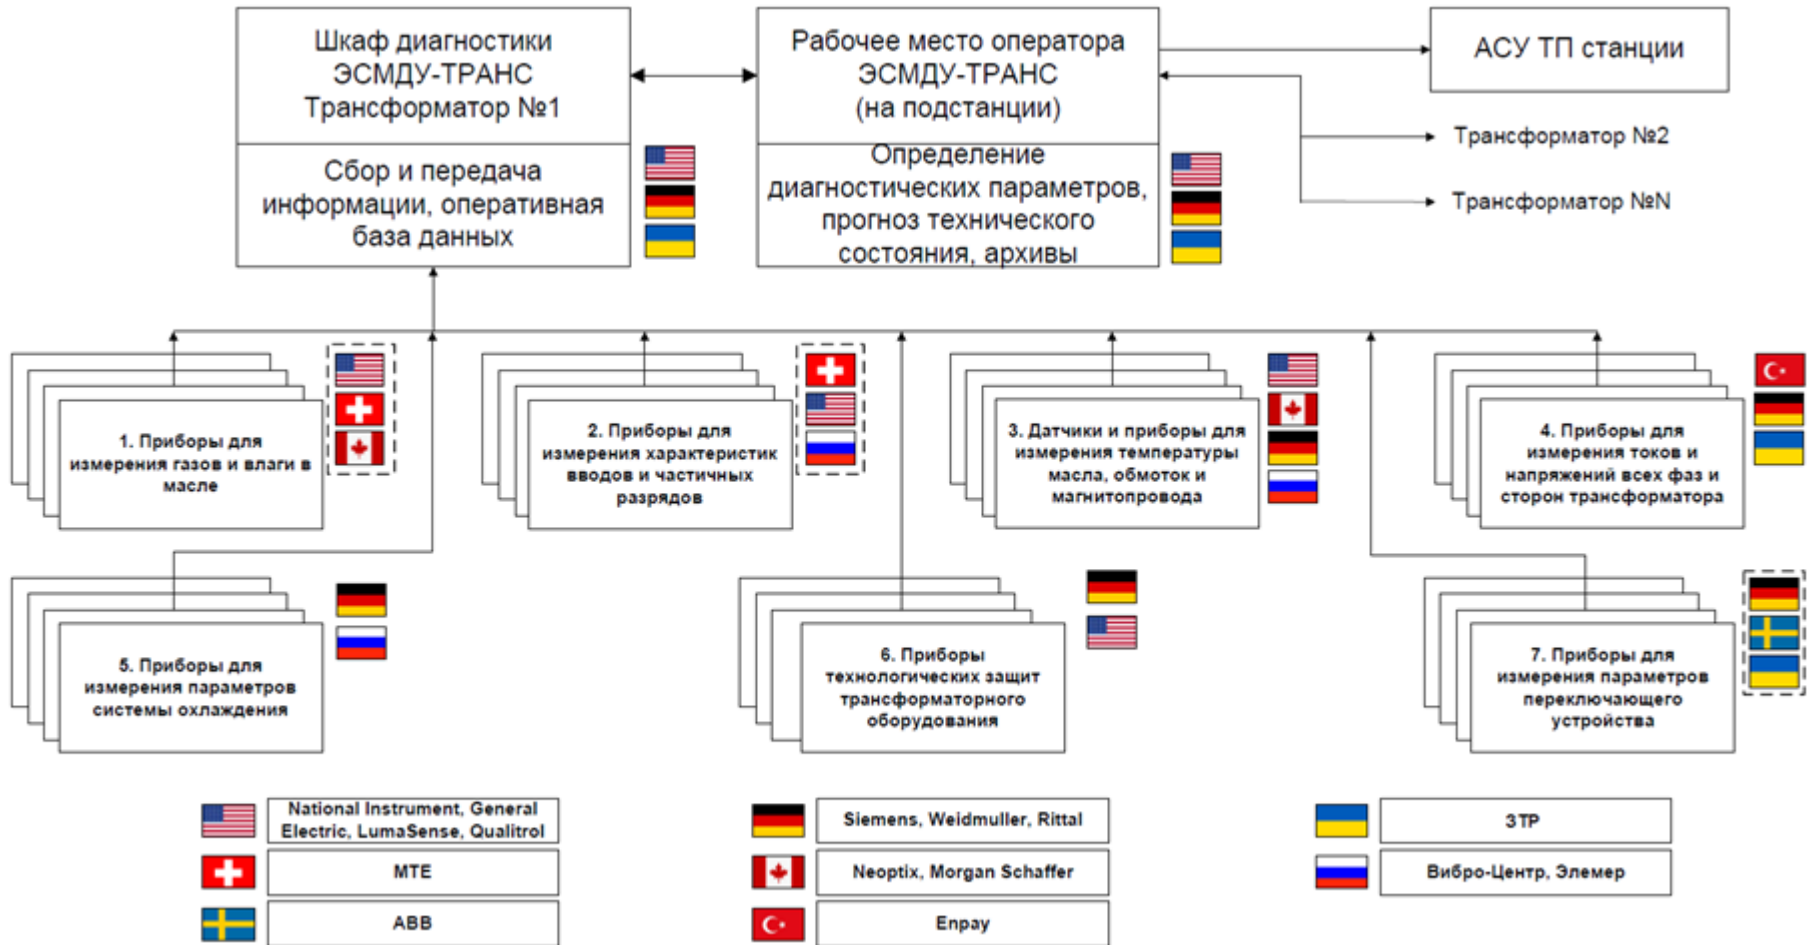 Шкаф диагностики
ЭСМДУ-ТРАНС
Трансформатор №1
Сбор и передача
информации, оперативная
база данных
Рабочее место оператора
ЭСМДУ-ТРАНС
(на подстанции)
Определение
диагностических параметров,
прогноз технического
состояния, архивы
АСУ ТП станции
Трансформатор №2
Трансформатор №N
1. Приборы для
измерения газов и влаги в
масле
2. Приборы для
измерения характеристик
вводов и частичных
разрядов
3. Датчики и приборы для
измерения температуры
масла, обмоток и
магнитопровода
4. Приборы для
измерения токов и
напряжений всех фаз и
сторон трансформатора
5. Приборы для
измерения параметров
системы охлаждения
6. Приборы
технологических защит
трансформаторного
оборудования
7. Приборы для
измерения параметров
переключающего
устройства
National Instrument, General
Electric, LumaSense, Qualitrol
Siemens, Weidmuller, Rittal
ЗТР
MTE
Neoptix, Morgan Schaffer
Вибро-Центр, Элемер
ABB
Enpay